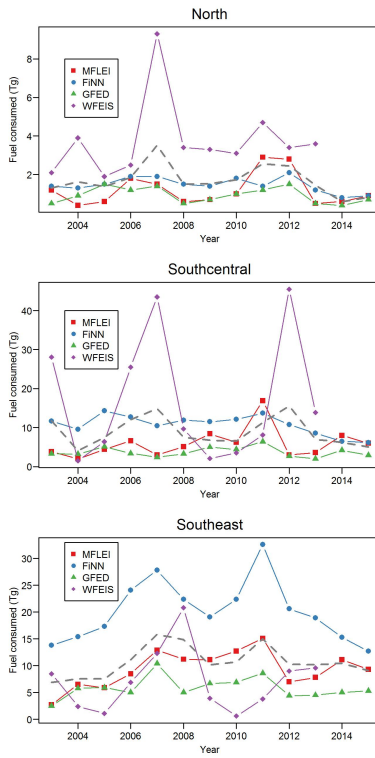 North
Fuel consumed (Tg)
8
6
4
2
MFLEI
FiNN
GFED
WFEIS
2004 2006 2008 2010 2012 2014
Year
Southcentral
Fuel consumed (Tg)
40
30
20
10
0
MFLEI
FiNN
GFED
WFEIS
2004 2006 2008 2010 2012 2014
Year
Southeast
Fuel consumed (Tg)
30
25
20
15
10
5
0
MFLEI
FiNN
GFED
WFEIS
2004 2006 2008 2010 2012 2014
Year